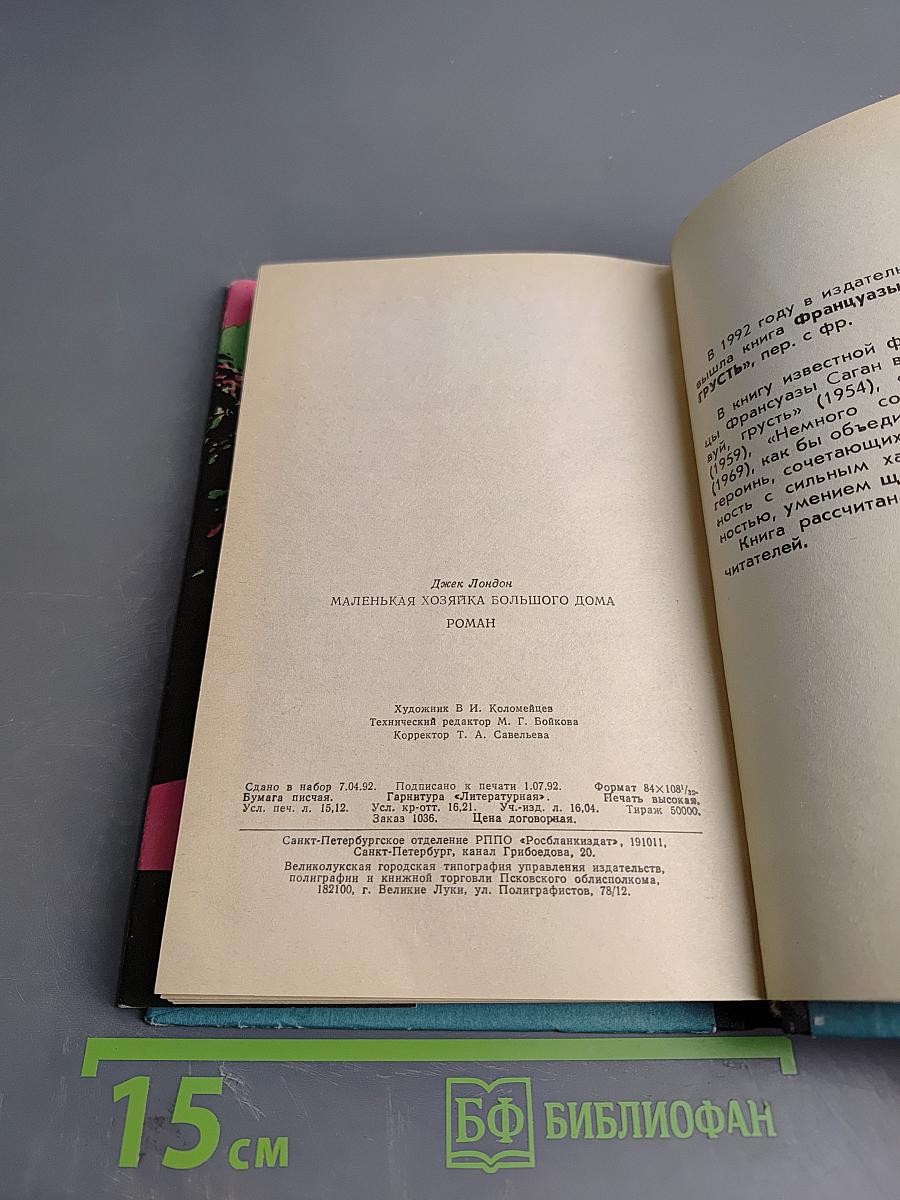 Джек Лондон
МАЛЕНЬКАЯ ХОЗЯЙКА БОЛЬШОГО ДОМА
РОМАН
Художник В И. Коломейцев
Технический редактор М. Г. Бойкова
Корректор Т. А. Савельева
Сдано в набор 7.04.92. Подписано к печати 1.07.92. Формат 84×108¹/₃₂.
Бумага писчая. Гарнитура «Литературная». Печать высокая.
Усл. печ. л. 15,12. Усл. кр-отт. 16,21. Уч.-изд. л. 16,04. Тираж 50000.
Заказ 1036. Цена договорная.
Санкт-Петербургское отделение РППО «Росбланкиздат», 191011,
Санкт-Петербург, канал Грибоедова, 20.
Великолукская городская типография управления издательств,
полиграфии и книжной торговли Псковского облисполкома,
182100, г. Великие Луки, ул. Полиграфистов, 78/12.
В 1992 году в издатель
вышла книга Француазы
ГРУСТЬ», пер. с фр.
В книгу известной ф
цы Франсуазы Саган в
вуй, грусть» (1954), «
(1959), «Немного со
(1969), как бы объеди
героинь, сочетающих
ность с сильным ха
ностью, умением щ
Книга рассчитан
читателей.
15 см
БФ БИБЛИОФАН